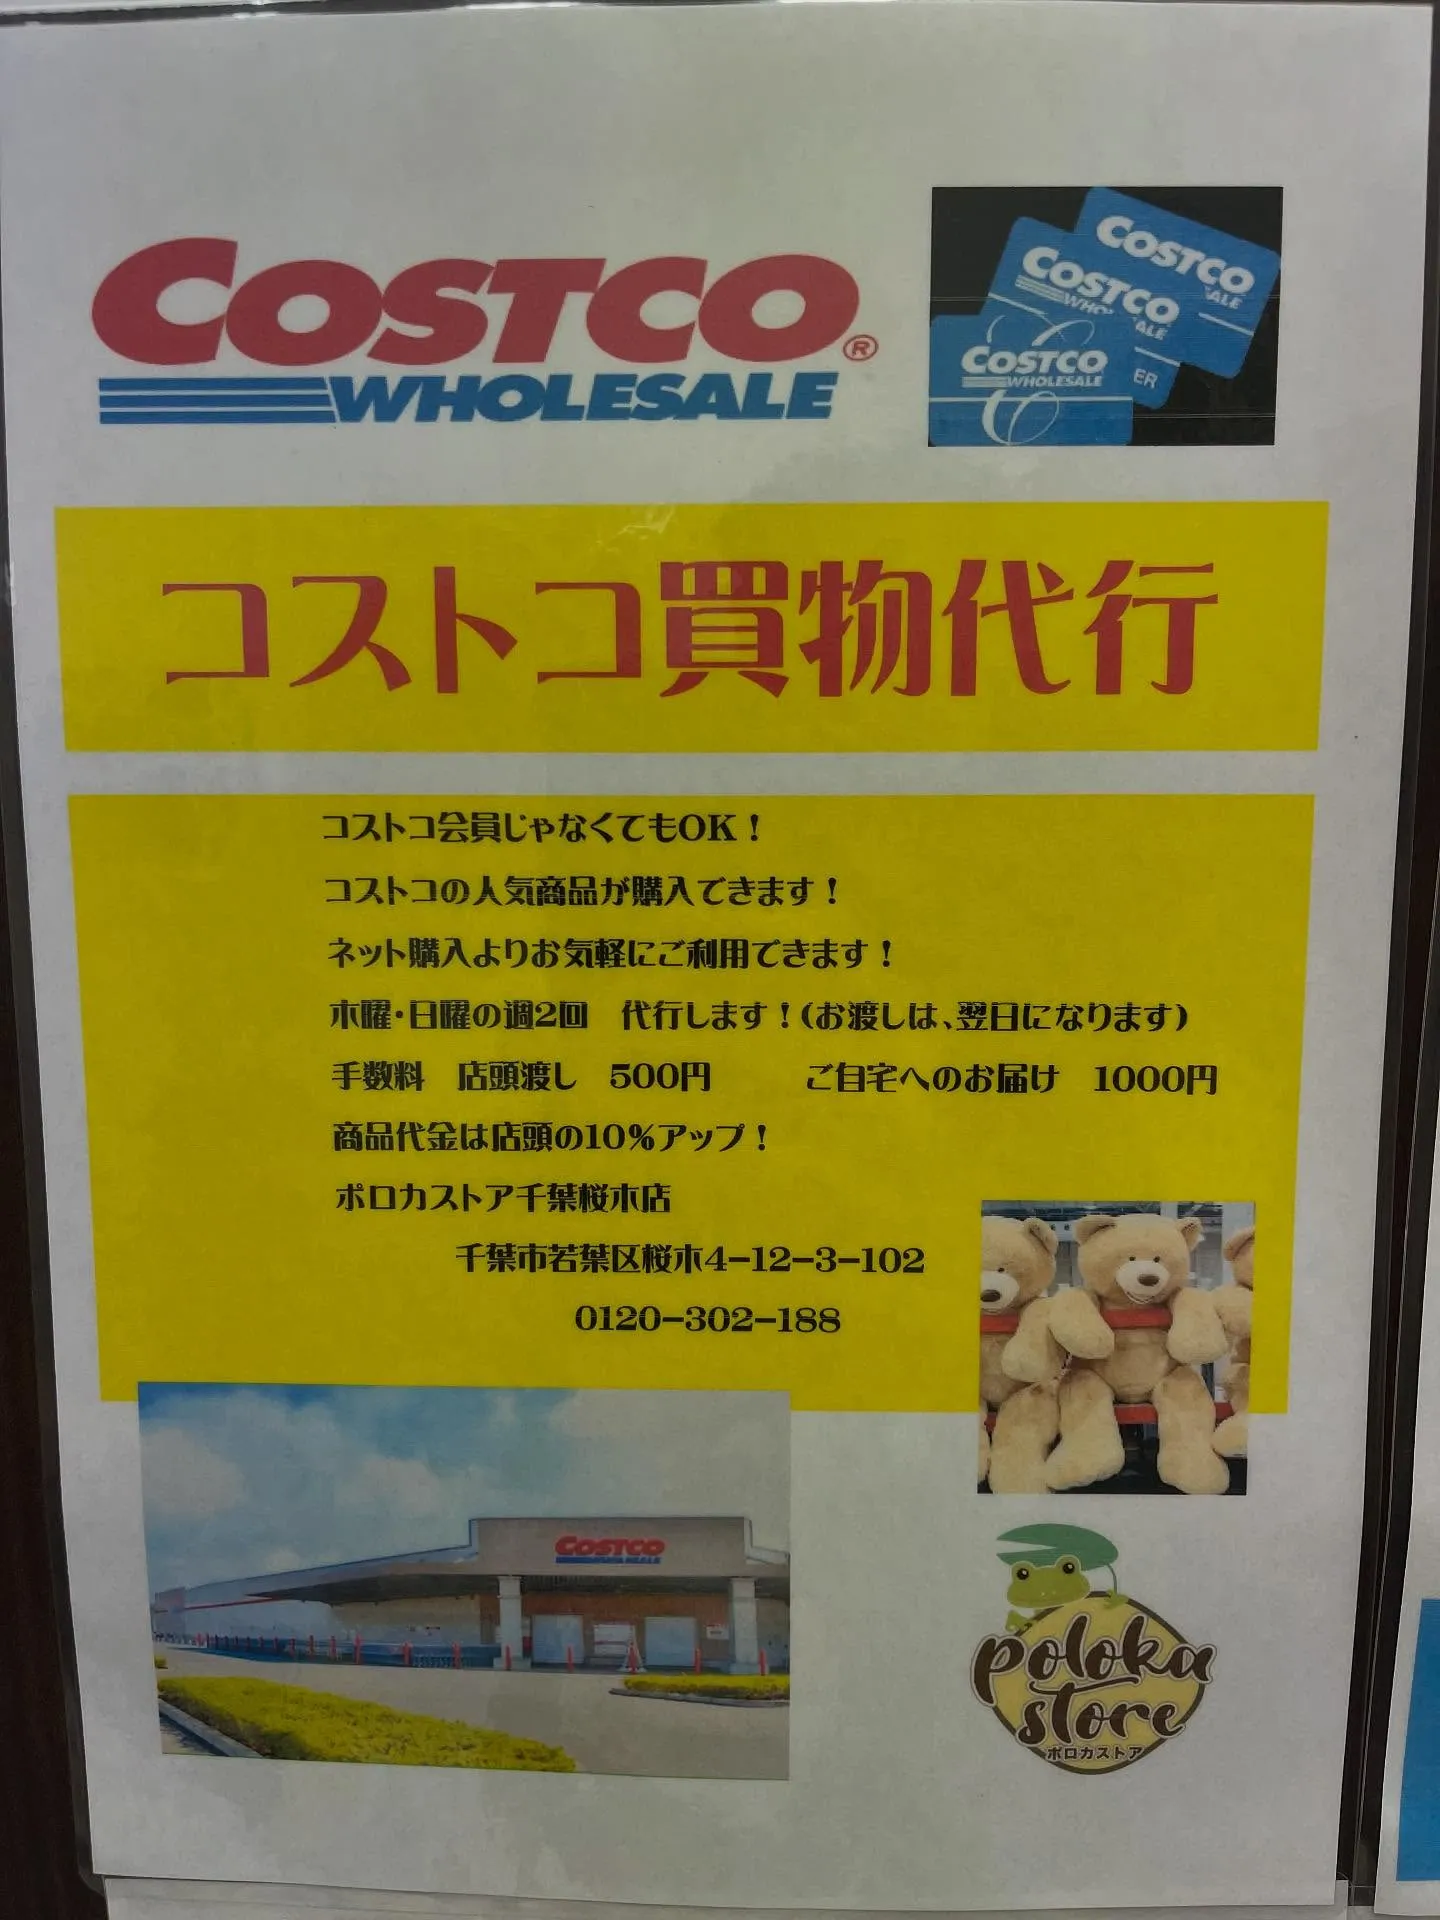 COSTCO®
WHOLESALE
COSTCO
ALE
COSTCO
WHO ALE
ER
COSTCO
WHOLESALE
コストコ買物代行
コストコ会員じゃなくてもOK！
コストコの人気商品が購入できます！
ネット購入よりお気軽にご利用できます！
木曜・日曜の週2回　代行します！（お渡しは、翌日になります）
手数料　店頭渡し　500円　　　ご自宅へのお届け　1000円
商品代金は店頭の10％アップ！
ポロカストア千葉桜木店
千葉市若葉区桜木4−12−3−102
0120−302−188
COSTCO
WHOLESALE
poloka
store
ポロカストア